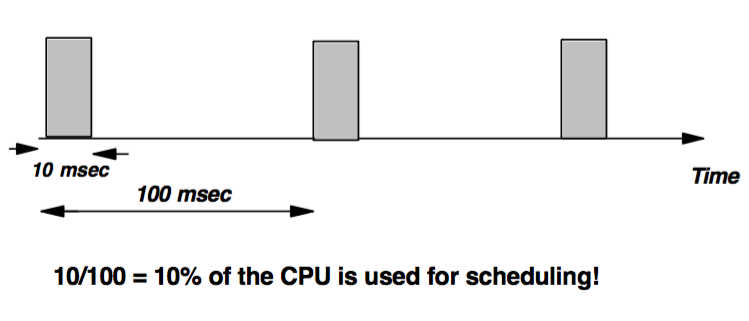 10 msec
Time
100 msec
10/100 = 10% of the CPU is used for scheduling!